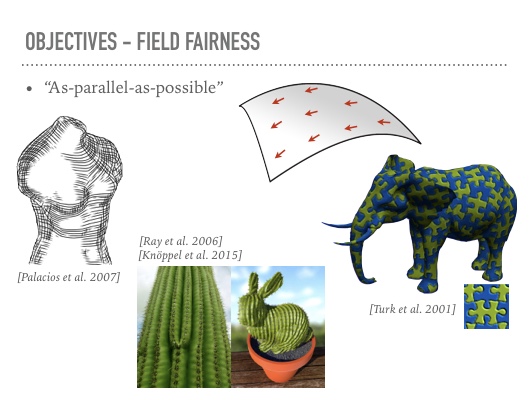 OBJECTIVES – FIELD FAIRNESS
• “As-parallel-as-possible”
[Ray et al. 2006]
[Knöppel et al. 2015]
[Palacios et al. 2007]
[Turk et al. 2001]